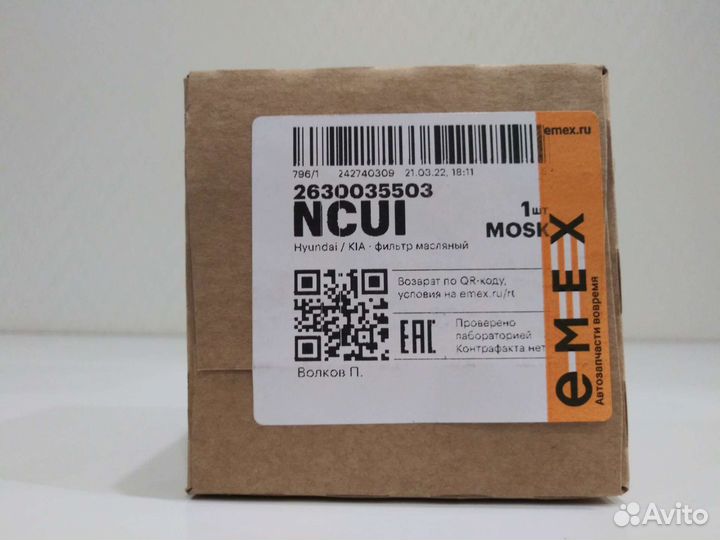 796/1 242740309 21.03.22, 18:11
2630035503
NCUI
1шт
MOSK
Hyundai / KIA - фильтр масляный
Возврат по QR-коду,
условия на emex.ru/rt
EAC
Проверено
лабораторией
Контрафакта нет
Волков П.
emex.ru
emex
Автозапчасти вовремя
Avito